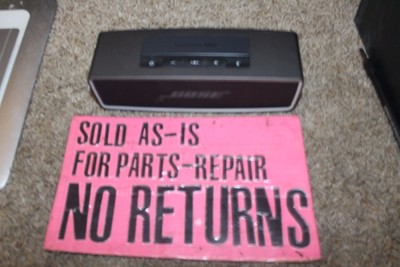 BOSE
SOLD AS-IS
FOR PARTS-REPAIR
NO RETURNS